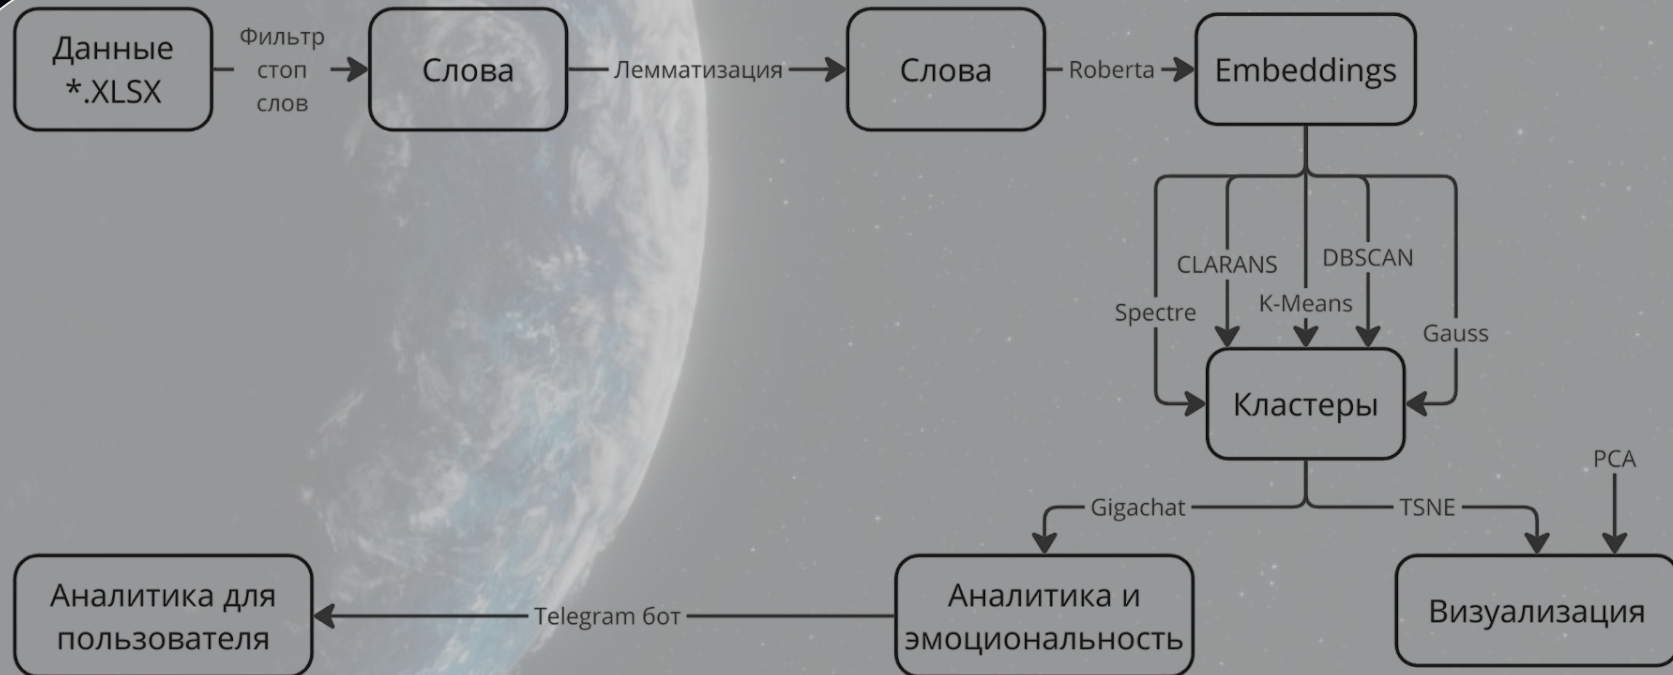 Данные
*.XLSX
Фильтр
стоп
слов
Слова
Лемматизация
Слова
Roberta
Embeddings
CLARANS
DBSCAN
K-Means
Spectre
Gauss
Кластеры
PCA
Gigachat
TSNE
Аналитика для
пользователя
Telegram бот
Аналитика и
эмоциональность
Визуализация